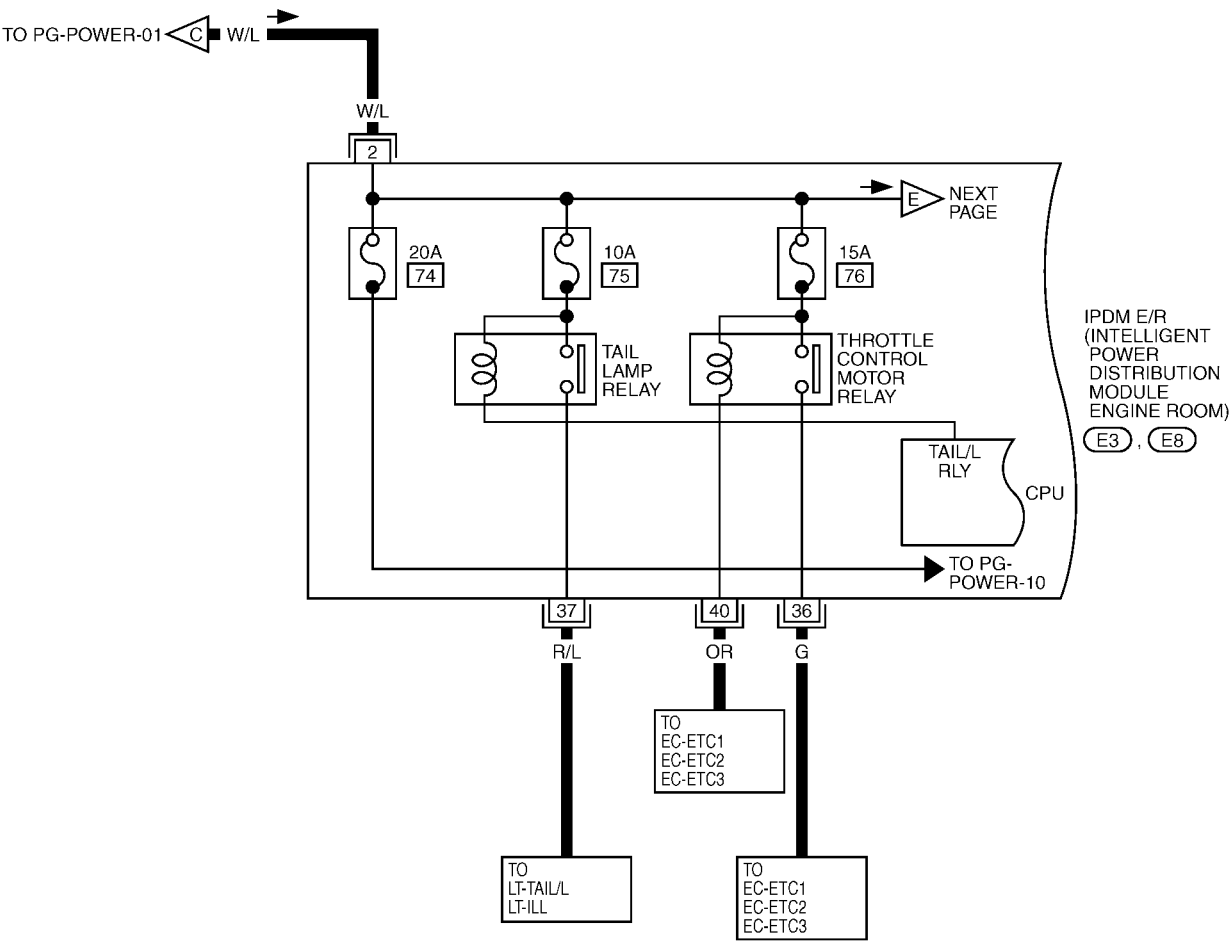 TO PG-POWER-01
C
W/L
W/L
2
E
NEXT
PAGE
20A
74
10A
75
15A
76
TAIL
LAMP
RELAY
THROTTLE
CONTROL
MOTOR
RELAY
IPDM E/R
(INTELLIGENT
POWER
DISTRIBUTION
MODULE
ENGINE ROOM)
E3 , E8
TAIL/L
RLY
CPU
TO PG-
POWER-10
37
40
36
R/L
OR
G
TO
EC-ETC1
EC-ETC2
EC-ETC3
TO
LT-TAIL/L
LT-ILL
TO
EC-ETC1
EC-ETC2
EC-ETC3